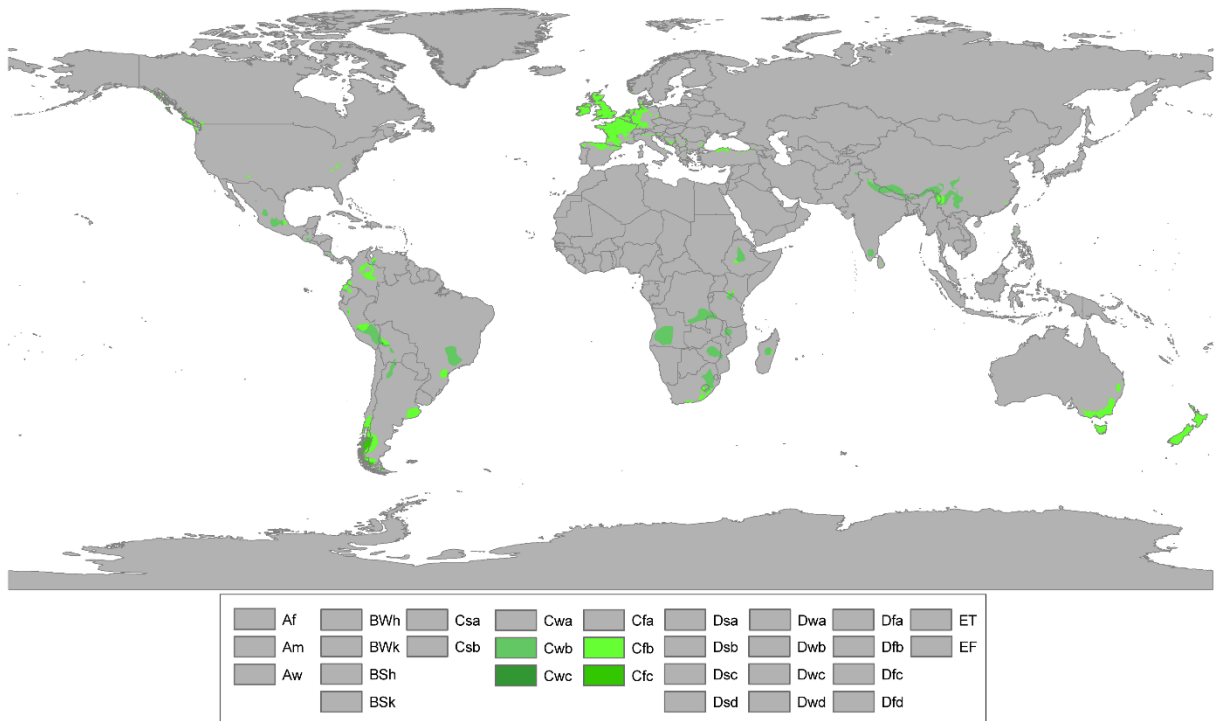 Af BWh Csa Cwa Cfa Dsa Dwa Dfa ET
Am BWk Csb Cwb Cfb Dsb Dwb Dfb EF
Aw BSh Cwc Cfc Dsc Dwc Dfc
BSk Dsd Dwd Dfd